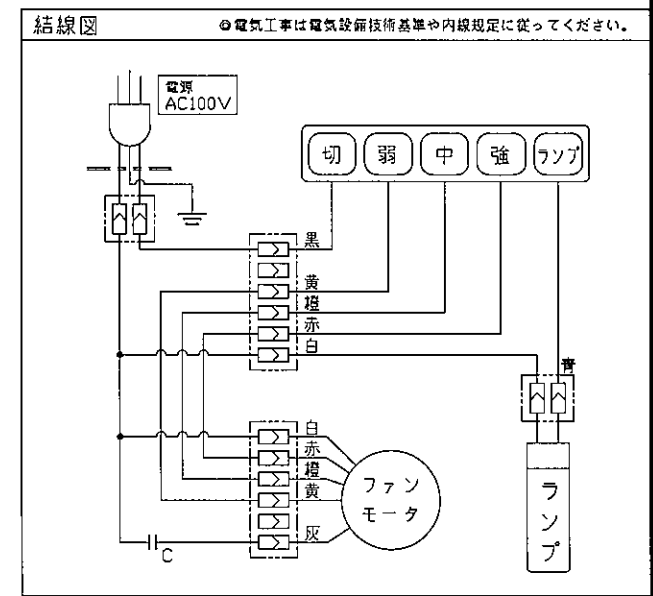 結線図
◎電気工事は電気設備技術基準や内線規定に従ってください。
電源
AC100V
切 弱 中 強 ランプ
黒
黄
橙
赤
白
青
白
赤
橙
黄
灰
ファン
モータ
ランプ
C